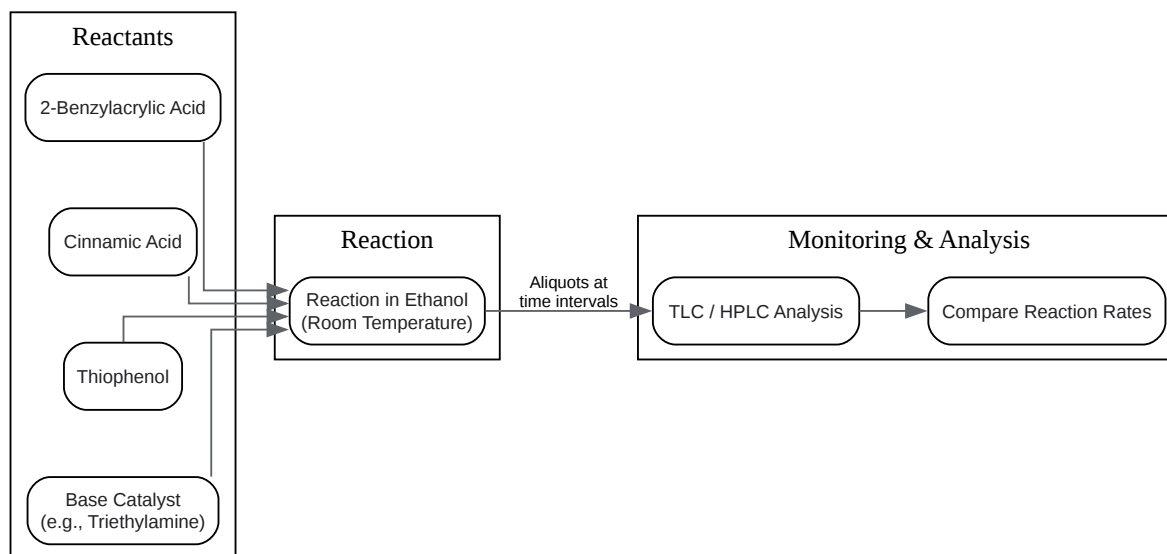 Reactants
2-Benzylacrylic Acid
Cinnamic Acid
Thiophenol
Base Catalyst
(e.g., Triethylamine)
Reaction
Reaction in Ethanol
(Room Temperature)
Aliquots at
time intervals
Monitoring & Analysis
TLC / HPLC Analysis
Compare Reaction Rates